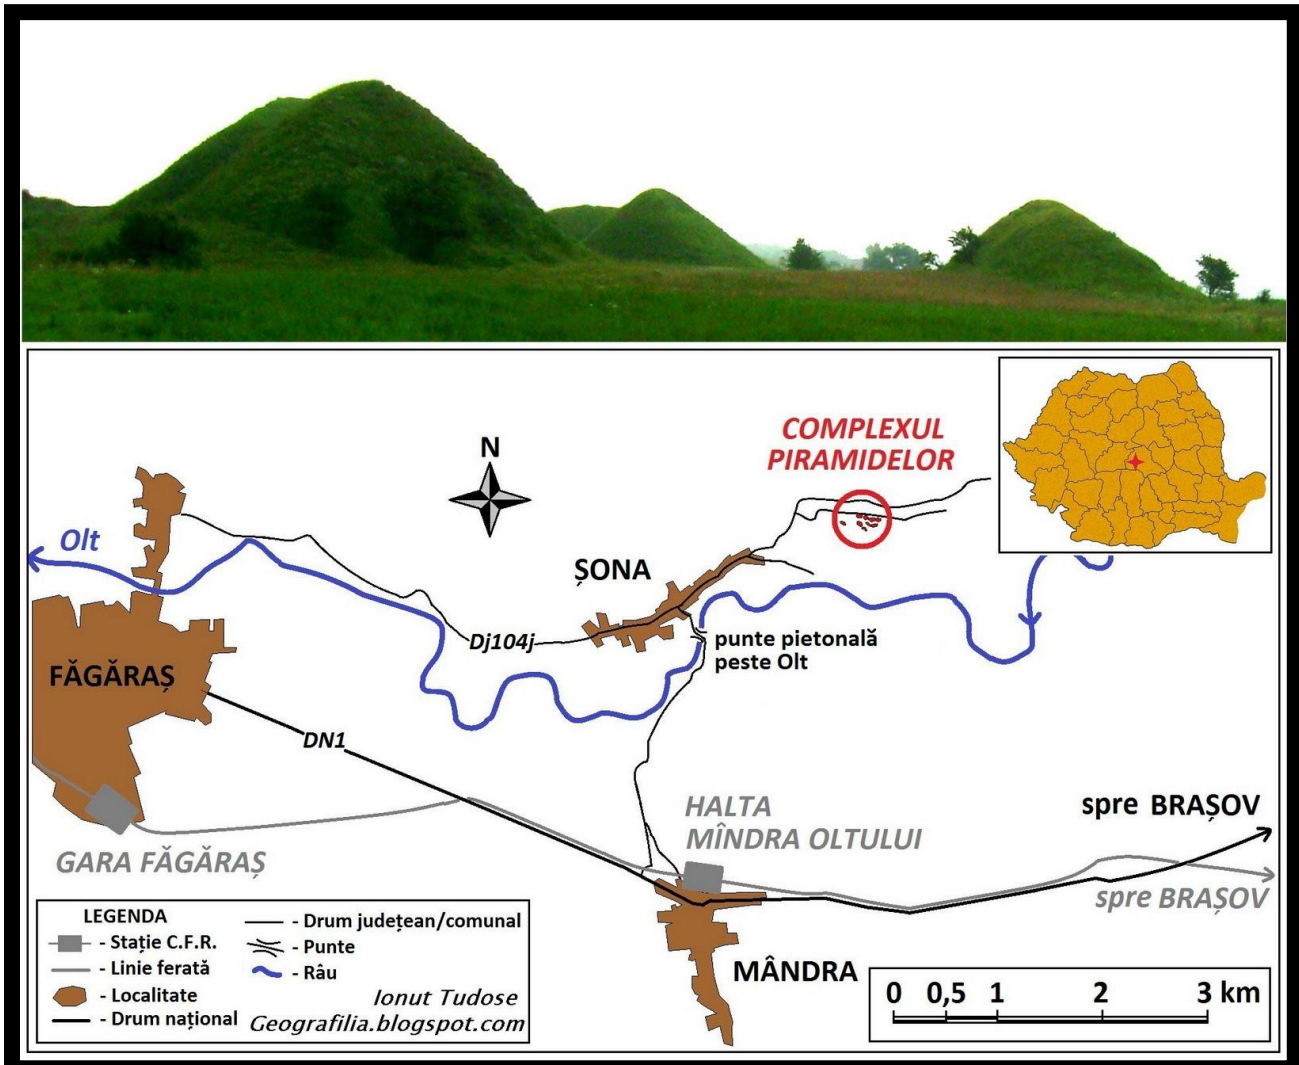 COMPLEXUL
PIRAMIDELOR
N
Olt
ȘONA
Dj104j
punte pietonală
peste Olt
FĂGĂRAȘ
DN1
HALTA
MÎNDRA OLTULUI
spre BRAȘOV
GARA FĂGĂRAȘ
spre BRAȘOV
MÂNDRA
LEGENDA
- Stație C.F.R.
- Linie ferată
- Localitate
- Drum național
- Drum județean/comunal
- Punte
- Râu
Ionut Tudose
Geografilia.blogspot.com
0 0,5 1 2 3 km